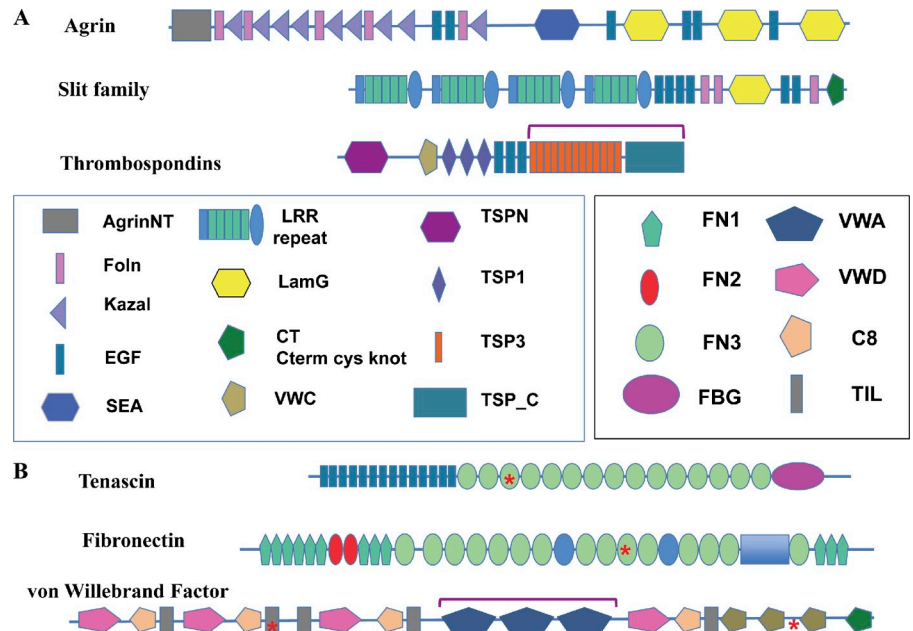 A
Agrin
Slit family
Thrombospondins
AgrinNT
Foln
Kazal
EGF
SEA
LRR
repeat
LamG
CT
Cterm cys knot
VWC
TSPN
TSP1
TSP3
TSP_C
FN1
FN2
FN3
FBG
VWA
VWD
C8
TIL
B
Tenascin
*
Fibronectin
*
von Willebrand Factor
*
*